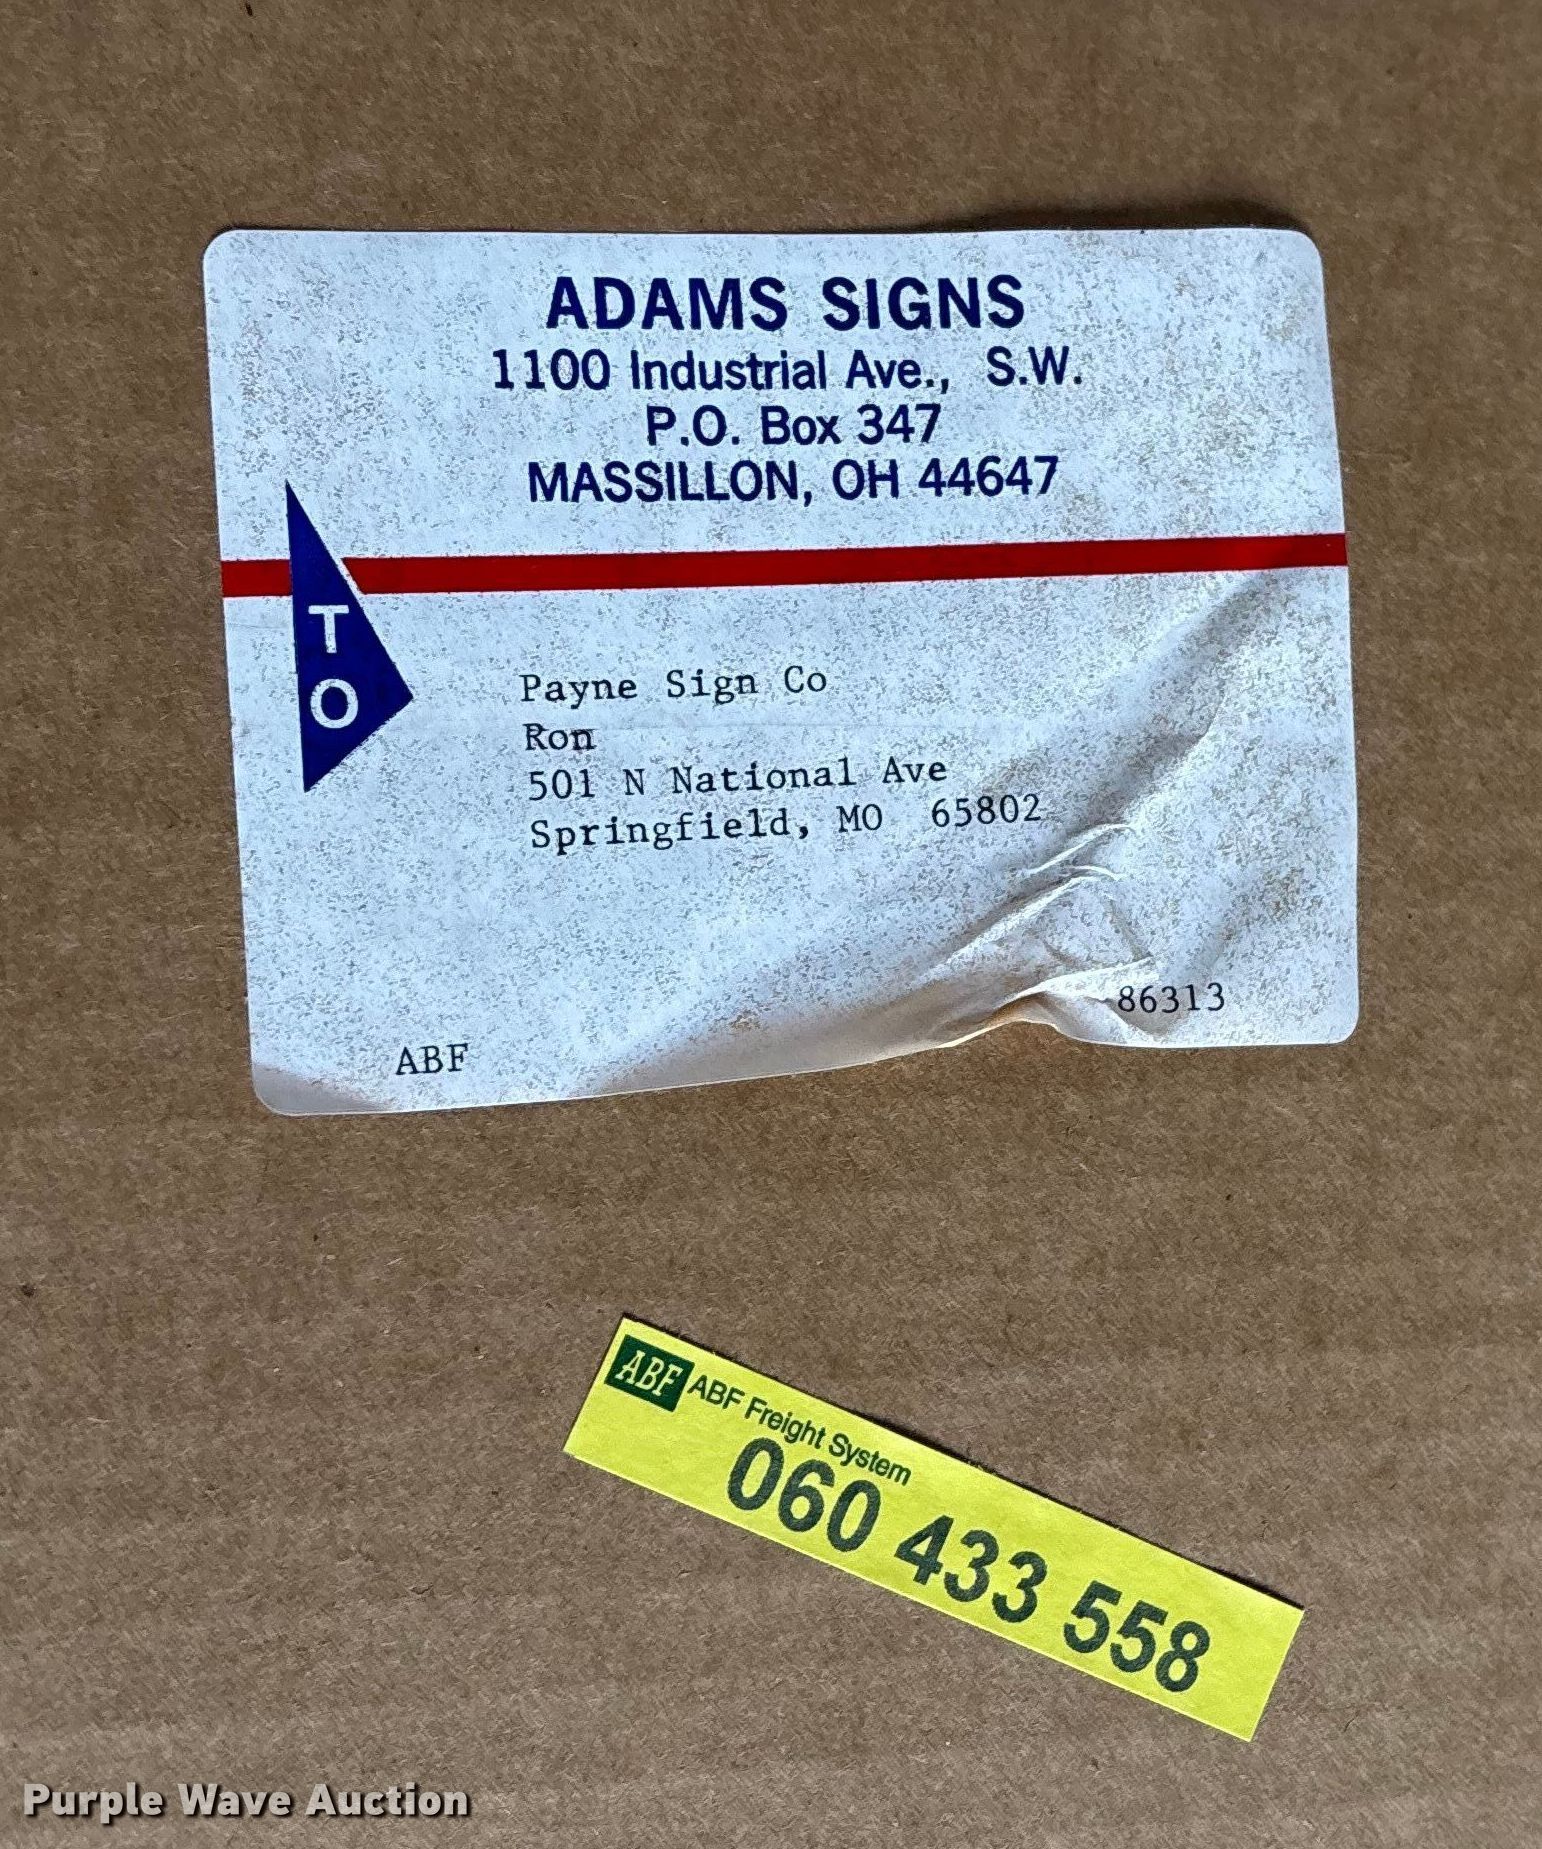 ADAMS SIGNS
1100 Industrial Ave., S.W.
P.O. Box 347
MASSILLON, OH 44647
TO
Payne Sign Co
Ron
501 N National Ave
Springfield, MO 65802
86313
ABF
ABF ABF Freight System
060 433 558
Purple Wave Auction